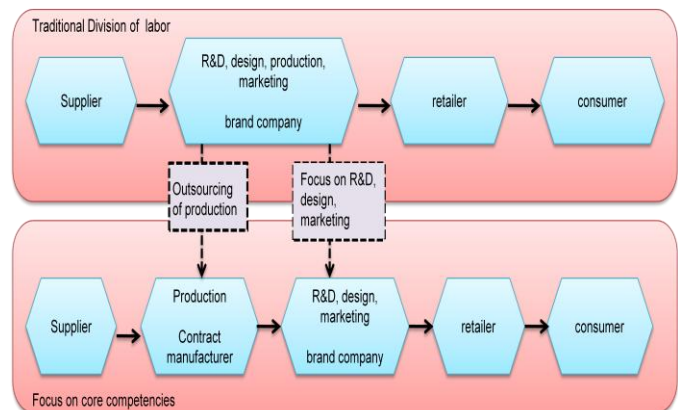 Traditional Division of labor
Supplier
R&D, design, production,
marketing
brand company
retailer
consumer
Outsourcing
of production
Focus on R&D,
design,
marketing
Supplier
Production
Contract
manufacturer
R&D, design,
marketing
brand company
retailer
consumer
Focus on core competencies